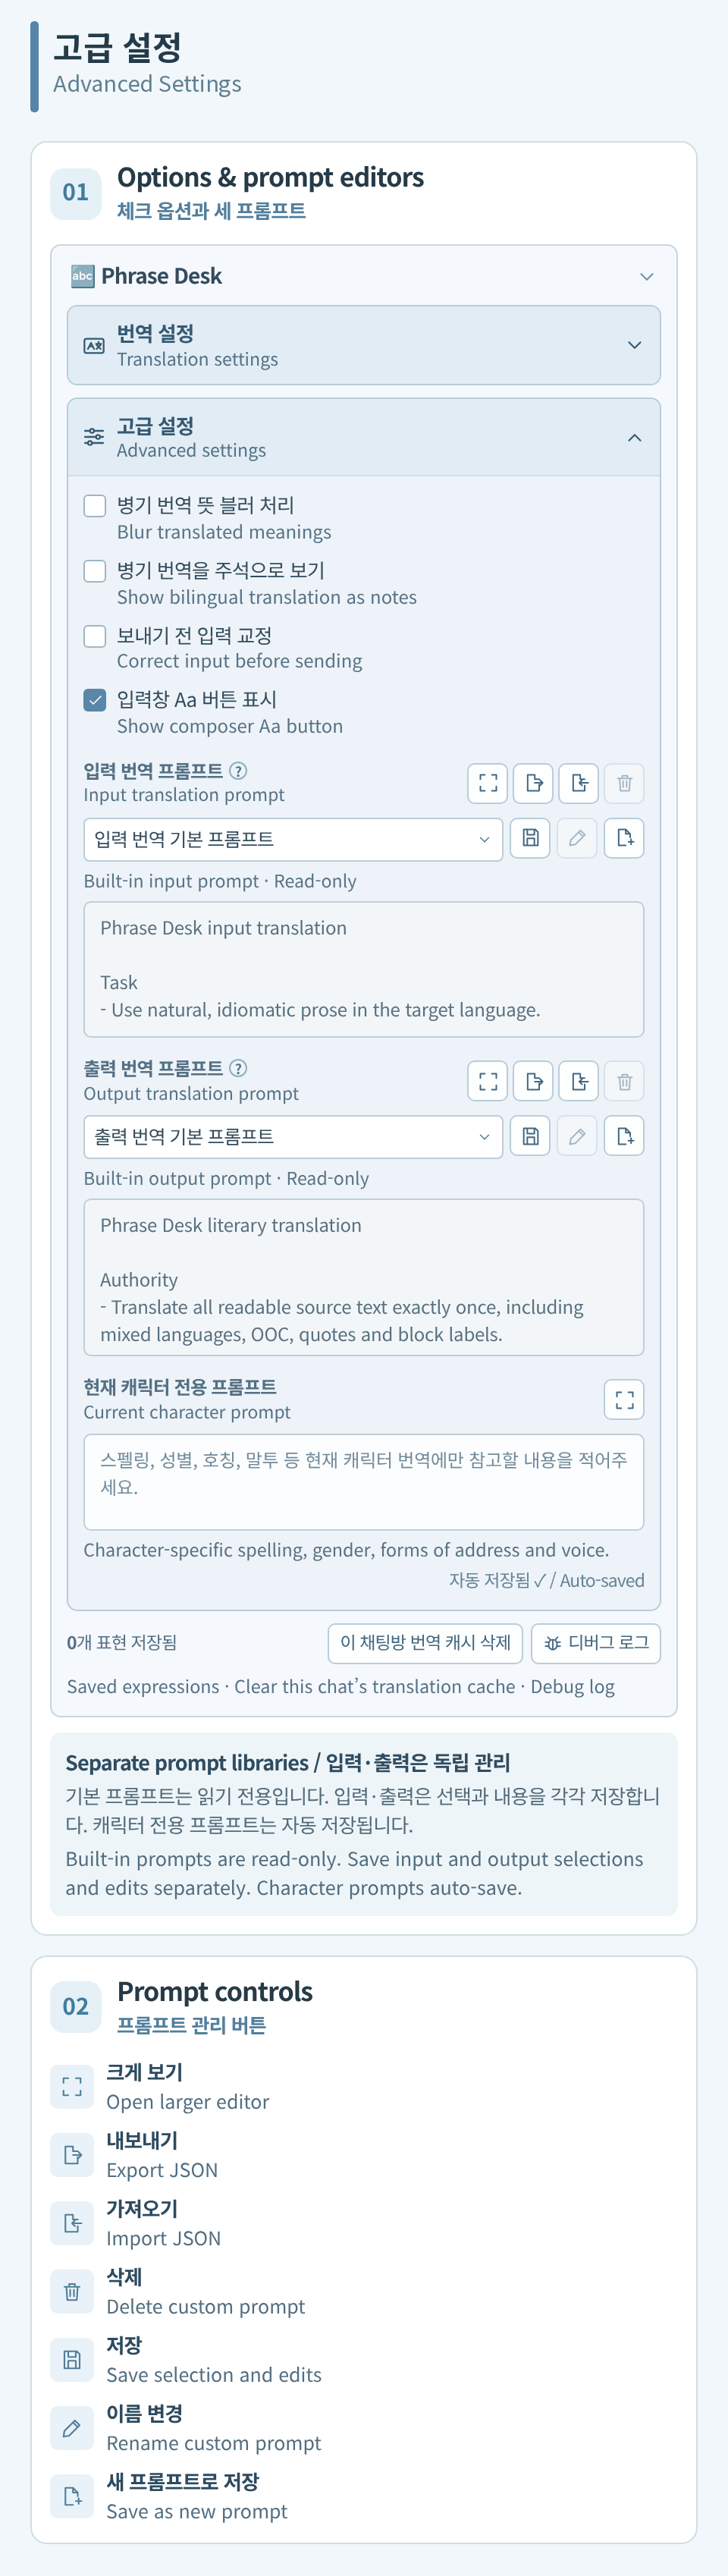 고급 설정
Advanced Settings
01
Options & prompt editors
체크 옵션과 세 프롬프트
abc Phrase Desk
번역 설정
Translation settings
고급 설정
Advanced settings
병기 번역 뜻 블러 처리
Blur translated meanings
병기 번역을 주석으로 보기
Show bilingual translation as notes
보내기 전 입력 교정
Correct input before sending
입력창 Aa 버튼 표시
Show composer Aa button
입력 번역 프롬프트 ?
Input translation prompt
입력 번역 기본 프롬프트
Built-in input prompt · Read-only
Phrase Desk input translation
Task
- Use natural, idiomatic prose in the target language.
출력 번역 프롬프트 ?
Output translation prompt
출력 번역 기본 프롬프트
Built-in output prompt · Read-only
Phrase Desk literary translation
Authority
- Translate all readable source text exactly once, including
mixed languages, OOC, quotes and block labels.
현재 캐릭터 전용 프롬프트
Current character prompt
스펠링, 성별, 호칭, 말투 등 현재 캐릭터 번역에만 참고할 내용을 적어주
세요.
Character-specific spelling, gender, forms of address and voice.
자동 저장됨 ✓ / Auto-saved
0개 표현 저장됨
이 채팅방 번역 캐시 삭제
디버그 로그
Saved expressions · Clear this chat’s translation cache · Debug log
Separate prompt libraries / 입력·출력은 독립 관리
기본 프롬프트는 읽기 전용입니다. 입력·출력은 선택과 내용을 각각 저장합니
다. 캐릭터 전용 프롬프트는 자동 저장됩니다.
Built-in prompts are read-only. Save input and output selections
and edits separately. Character prompts auto-save.
02
Prompt controls
프롬프트 관리 버튼
크게 보기
Open larger editor
내보내기
Export JSON
가져오기
Import JSON
삭제
Delete custom prompt
저장
Save selection and edits
이름 변경
Rename custom prompt
새 프롬프트로 저장
Save as new prompt